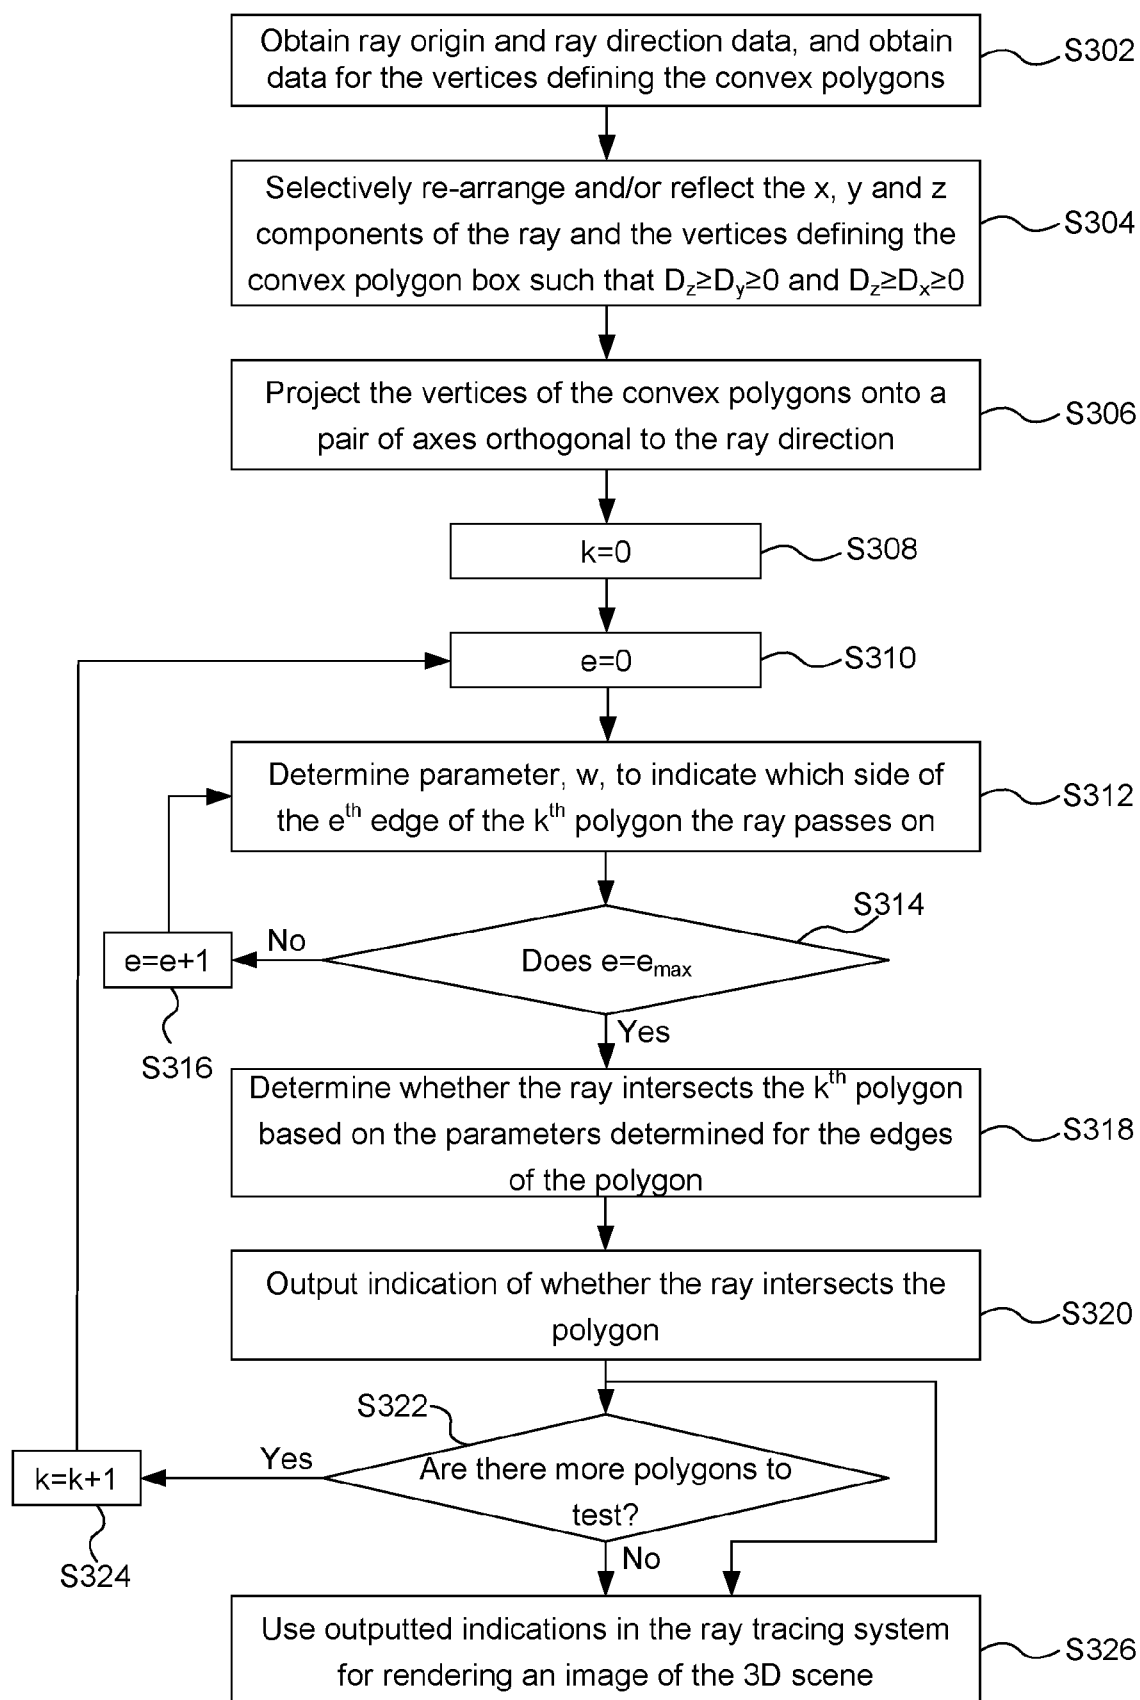 Obtain ray origin and ray direction data, and obtain
data for the vertices defining the convex polygons
S302
Selectively re-arrange and/or reflect the x, y and z
components of the ray and the vertices defining the
convex polygon box such that Dz≥Dy≥0 and Dz≥Dx≥0
S304
Project the vertices of the convex polygons onto a
pair of axes orthogonal to the ray direction
S306
k=0
S308
e=0
S310
Determine parameter, w, to indicate which side of
the eth edge of the kth polygon the ray passes on
S312
S314
Does e=emax
No
e=e+1
S316
Yes
Determine whether the ray intersects the kth polygon
based on the parameters determined for the edges
of the polygon
S318
Output indication of whether the ray intersects the
polygon
S320
S322
Are there more polygons to
test?
Yes
k=k+1
S324
No
Use outputted indications in the ray tracing system
for rendering an image of the 3D scene
S326